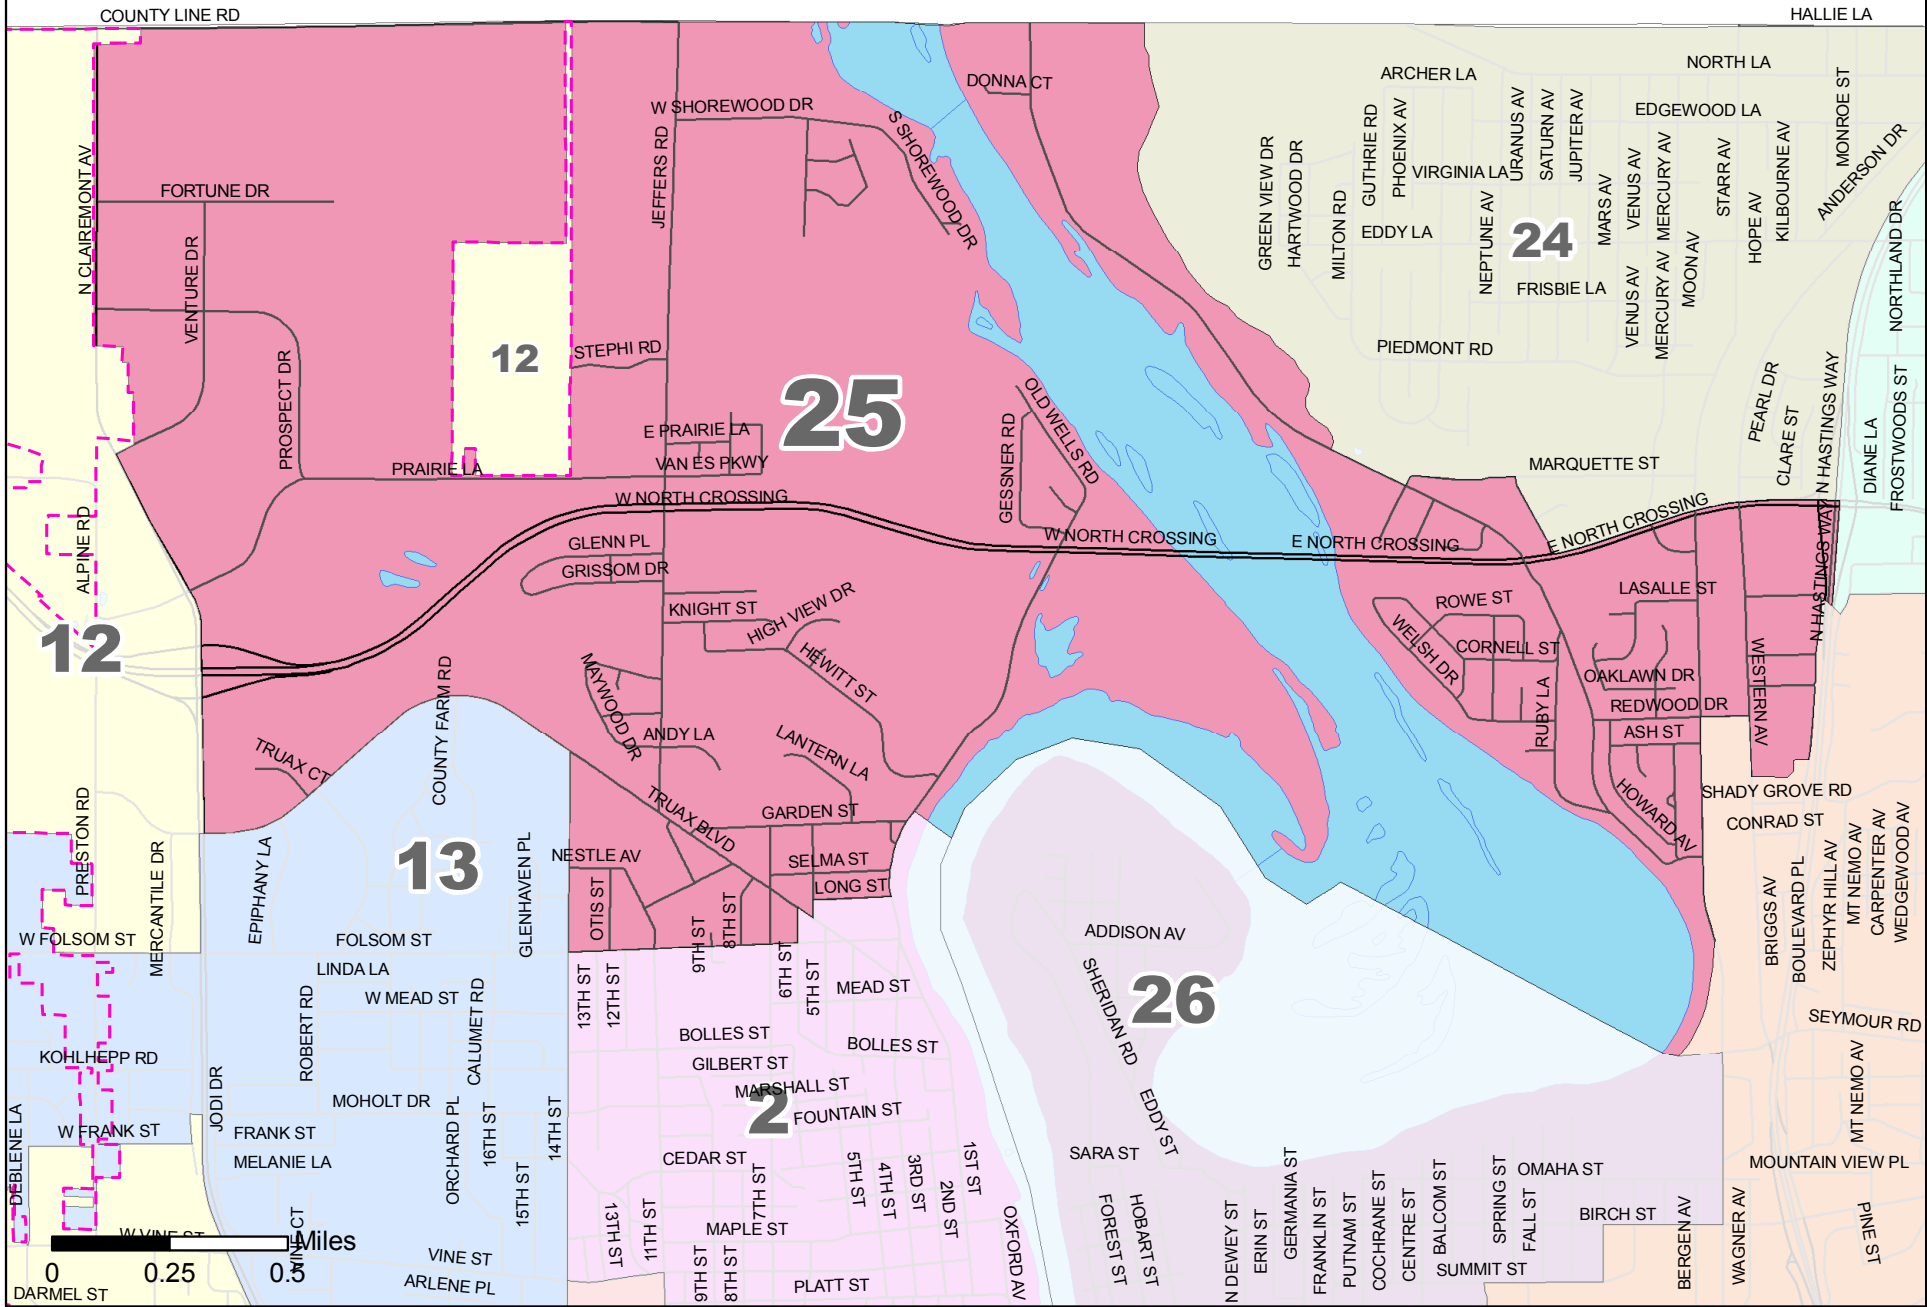 COUNTY LINE RD
HALLIE LA
NORTH LA
ARCHER LA
DONNA CT
W SHOREWOOD DR
S SHOREWOOD DR
JEFFERS RD
N CLAIREMONT AV
FORTUNE DR
VENTURE DR
PROSPECT DR
GREEN VIEW DR
HARTWOOD DR
MILTON RD
GUTHRIE RD
PHOENIX AV
VIRGINIA LA
EDDY LA
URANUS AV
SATURN AV
JUPITER AV
NEPTUNE AV
24
EDGEWOOD LA
MARS AV
VENUS AV
MERCURY AV
STARR AV
HOPE AV
KILBOURNE AV
MONROE ST
ANDERSON DR
NORTHLAND DR
FRISBIE LA
VENUS AV
MERCURY AV
MOON AV
PIEDMONT RD
STEPHI RD
12
25
E PRAIRIE LA
VAN ES PKWY
PRAIRIE LA
OLD WELLS RD
GESSNER RD
MARQUETTE ST
PEARL DR
CLARE ST
N HASTINGS WAY
DIANE LA
FROSTWOODS ST
W NORTH CROSSING
W NORTH CROSSING
E NORTH CROSSING
E NORTH CROSSING
N HASTINGS WAY
ALPINE RD
12
GLENN PL
GRISSOM DR
KNIGHT ST
HIGH VIEW DR
HEWITT ST
MAYWOOD DR
ANDY LA
LANTERN LA
COUNTY FARM RD
TRUAX CT
TRUAX BLVD
GARDEN ST
SELMA ST
LONG ST
NESTLE AV
OTIS ST
9TH ST
8TH ST
ROWE ST
WELSH DR
CORNELL ST
RUBY LA
LASALLE ST
OAKLAWN DR
REDWOOD DR
ASH ST
HOWARD AV
WESTERN AV
SHADY GROVE RD
CONRAD ST
BRIGGS AV
BOULEVARD PL
ZEPHYR HILL AV
MT NEMO AV
CARPENTER AV
WEDGEWOOD AV
PRESTON RD
MERCANTILE DR
EPIPHANY LA
13
GLENHAVEN PL
W FOLSOM ST
FOLSOM ST
LINDA LA
ROBERT RD
W MEAD ST
CALUMET RD
13TH ST
12TH ST
6TH ST
5TH ST
MEAD ST
ADDISON AV
SHERIDAN RD
26
SEYMOUR RD
KOHLHEPP RD
JODI DR
MOHOLT DR
BOLLES ST
BOLLES ST
GILBERT ST
MARSHALL ST
2
FOUNTAIN ST
EDDY ST
MT NEMO AV
DEBLENE LA
W FRANK ST
FRANK ST
MELANIE LA
ORCHARD PL
16TH ST
15TH ST
14TH ST
CEDAR ST
7TH ST
5TH ST
4TH ST
3RD ST
2ND ST
1ST ST
SARA ST
OMAHA ST
MOUNTAIN VIEW PL
13TH ST
11TH ST
MAPLE ST
OXFORD AV
FOREST ST
HOBART ST
N DEWEY ST
ERIN ST
GERMANIA ST
FRANKLIN ST
PUTNAM ST
COCHRANE ST
CENTRE ST
BALCOM ST
SPRING ST
FALL ST
BIRCH ST
BERGEN AV
WAGNER AV
PINE ST
W VINE ST
VINE CT
VINE ST
ARLENE PL
9TH ST
8TH ST
PLATT ST
SUMMIT ST
Miles
0 0.25 0.5
DARMEL ST